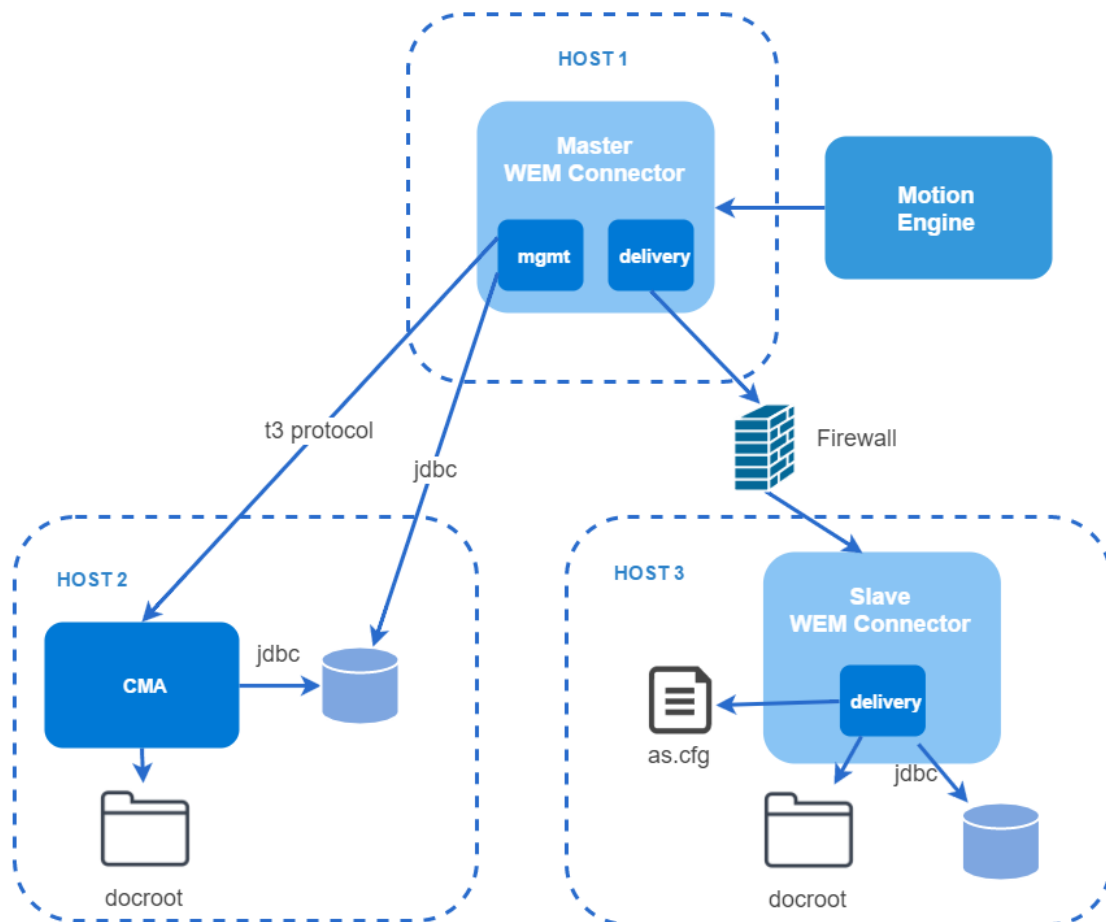 HOST 1
Master
WEM Connector
mgmt
delivery
Motion
Engine
t3 protocol
jdbc
Firewall
HOST 2
CMA
jdbc
docroot
HOST 3
Slave
WEM Connector
delivery
as.cfg
jdbc
docroot